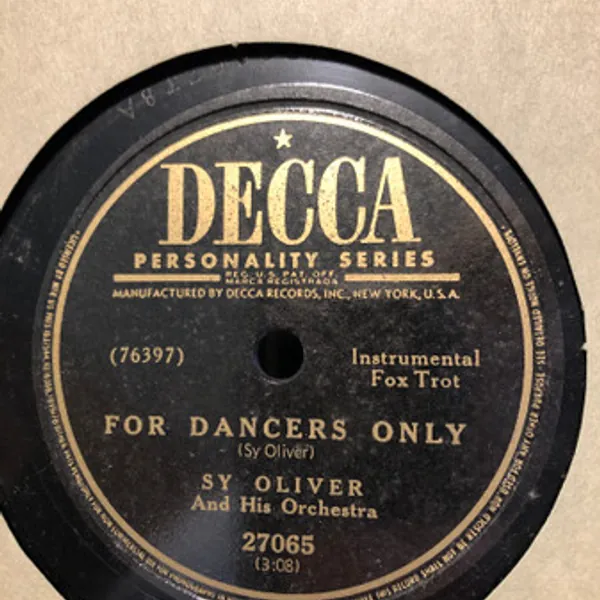 DECCA
PERSONALITY SERIES
REG. U.S. PAT. OFF.
MARCA REGISTRADA
MANUFACTURED BY DECCA RECORDS, INC., NEW YORK, U.S.A.
(76397)
Instrumental
Fox Trot
FOR DANCERS ONLY
(Sy Oliver)
SY OLIVER
And His Orchestra
27065
(3:08)